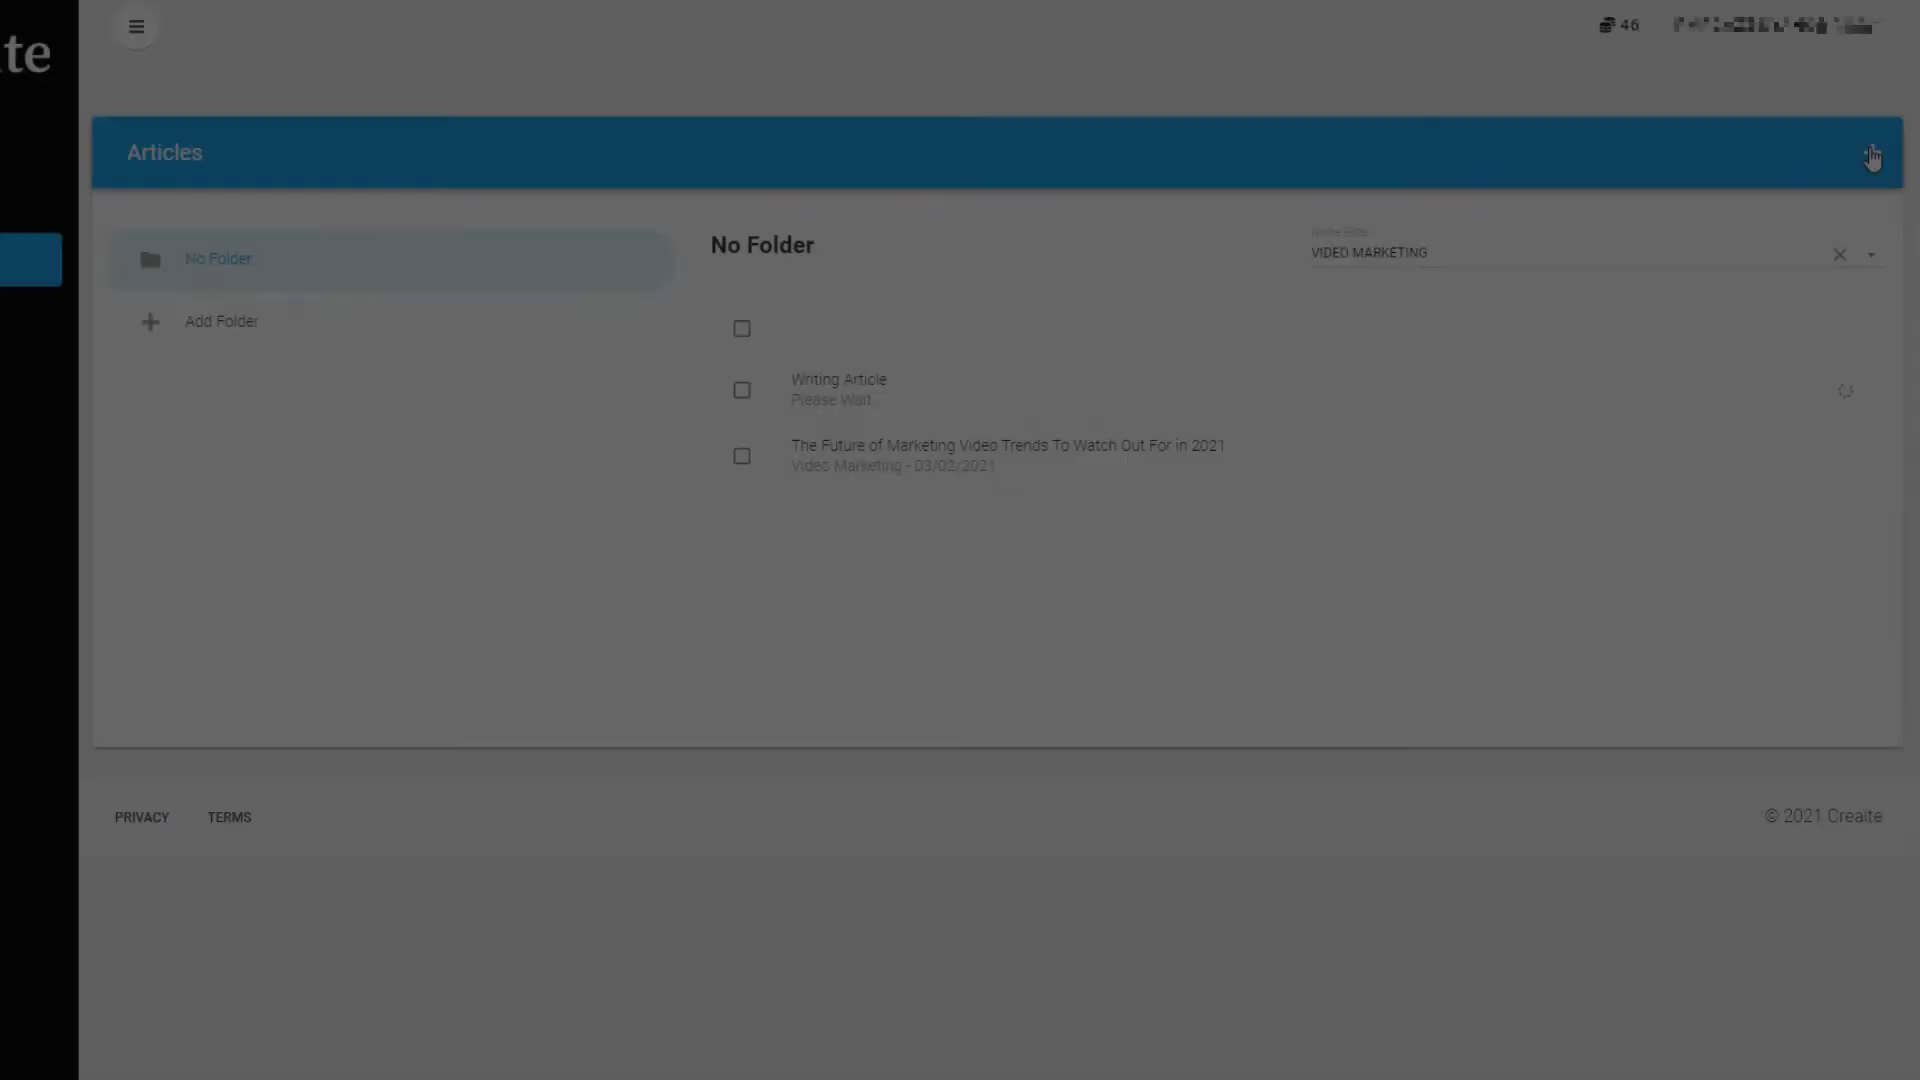 te
46
Articles
No Folder
Add Folder
No Folder
VIDEO MARKETING
Writing Article
Please Wait...
The Future of Marketing Video Trends To Watch Out For in 2021
Video Marketing - 03/02/2021
PRIVACY
TERMS
© 2021 Creaite